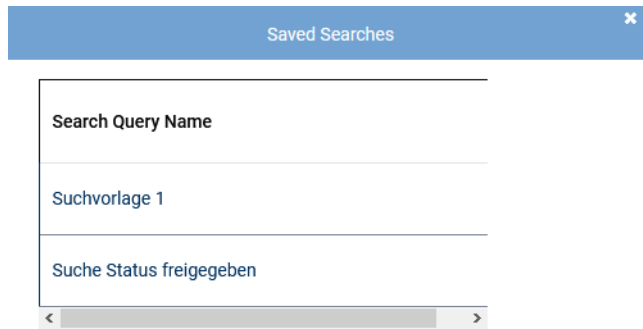 Saved Searches
Search Query Name
Suchvorlage 1
Suche Status freigegeben